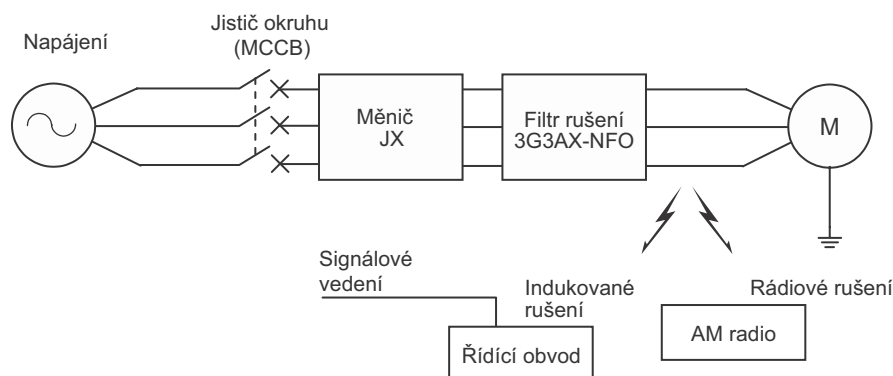 Napájení
Jistič okruhu
(MCCB)
Měnič
JX
Filtr rušení
3G3AX-NFO
M
Signálové
vedení
Řídící obvod
Indukované
rušení
Rádiové rušení
AM radio